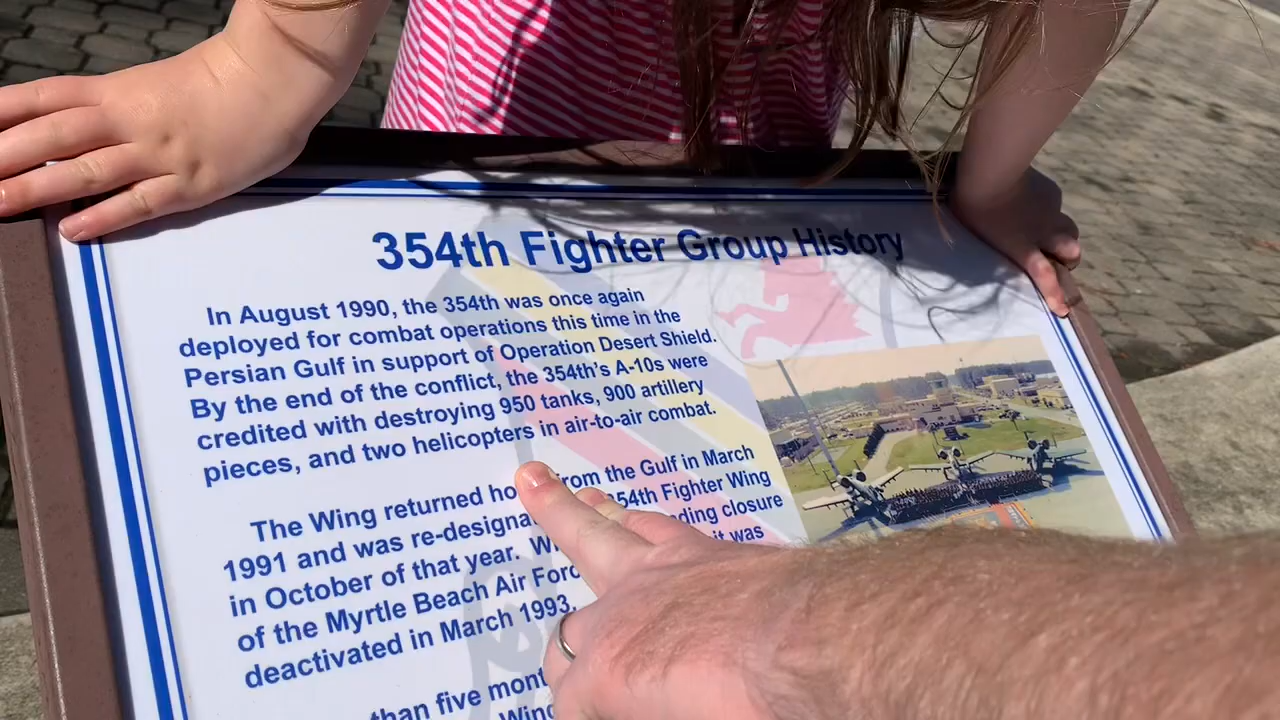 354th Fighter Group History
In August 1990, the 354th was once again
deployed for combat operations this time in the
Persian Gulf in support of Operation Desert Shield.
By the end of the conflict, the 354th's A-10s were
credited with destroying 950 tanks, 900 artillery
pieces, and two helicopters in air-to-air combat.
The Wing returned from the Gulf in March
1991 and was re-designa 354th Fighter Wing
in October of that year. closure
of the Myrtle Beach Air it was
deactivated in March 1993.
than five